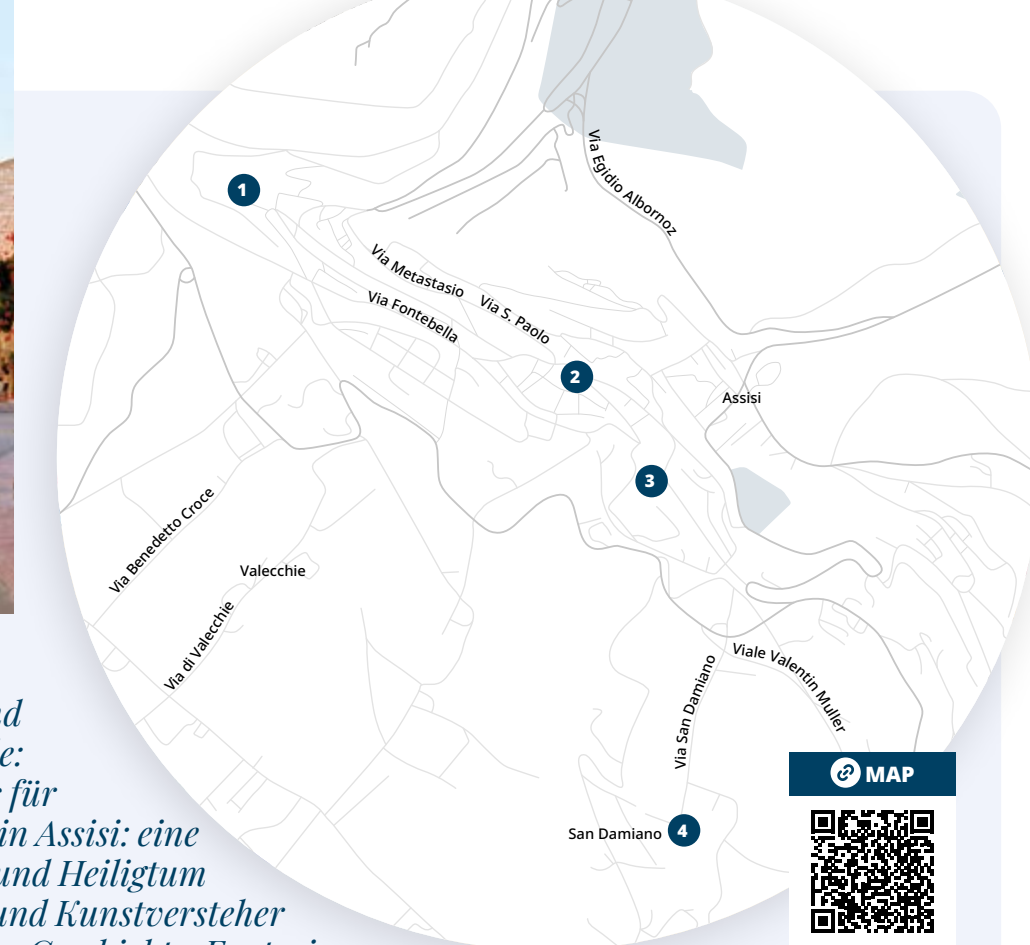 1
Via Egidio Albornoz
Via Metastasio
Via S. Paolo
Via Fontebella
2
Assisi
3
Via Benedetto Croce
Valecchie
Via di Valecchie
Viale Valentin Muller
Via San Damiano
MAP
San Damiano 4
für
in Assisi: eine
und Heiligtum
und Kunstversteher